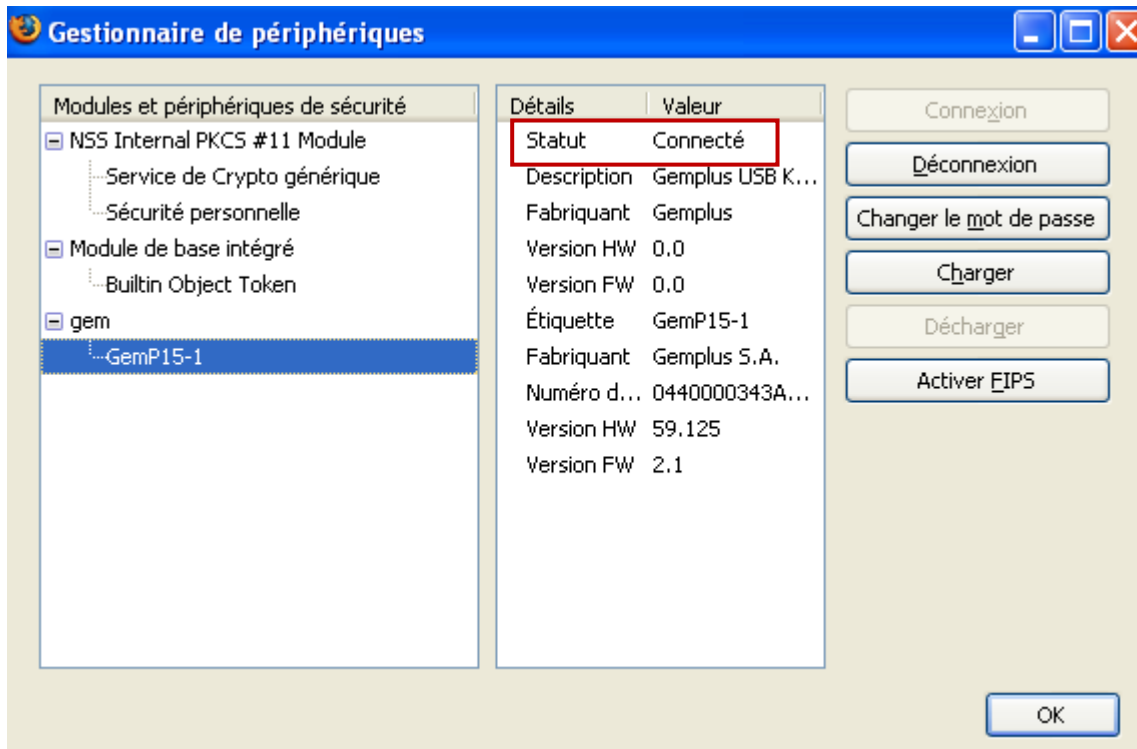 Gestionnaire de périphériques
Modules et périphériques de sécurité
NSS Internal PKCS #11 Module
Service de Crypto générique
Sécurité personnelle
Module de base intégré
Builtin Object Token
gem
GemP15-1
Détails Valeur
Statut Connecté
Description Gemplus USB K...
Fabriquant Gemplus
Version HW 0.0
Version FW 0.0
Étiquette GemP15-1
Fabriquant Gemplus S.A.
Numéro d... 0440000343A...
Version HW 59.125
Version FW 2.1
Connexion
Déconnexion
Changer le mot de passe
Charger
Décharger
Activer FIPS
OK